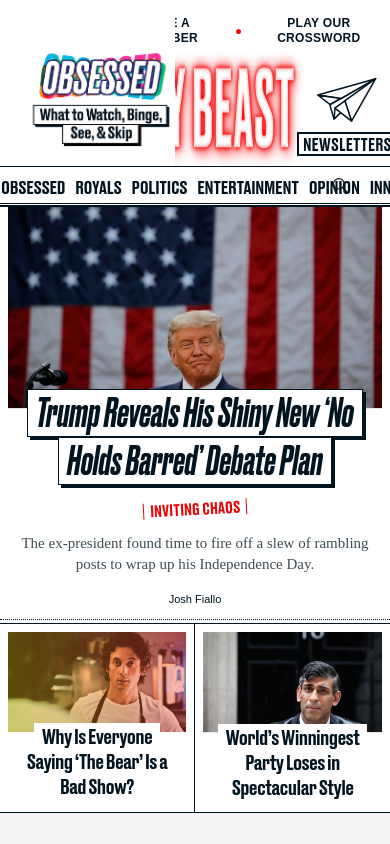 E A
BER
PLAY OUR
CROSSWORD
OBSESSED
What to Watch, Binge,
See, & Skip
Y BEAST
NEWSLETTERS
OBSESSED ROYALS POLITICS ENTERTAINMENT OPINION INN
Trump Reveals His Shiny New ‘No
Holds Barred’ Debate Plan
INVITING CHAOS
The ex-president found time to fire off a slew of rambling
posts to wrap up his Independence Day.
Josh Fiallo
Why Is Everyone
Saying ‘The Bear’ Is a
Bad Show?
World’s Winningest
Party Loses in
Spectacular Style